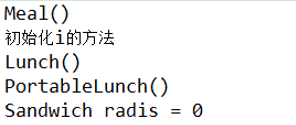 Meal()
初始化i的方法
Lunch()
PortableLunch()
Sandwich radis = 0